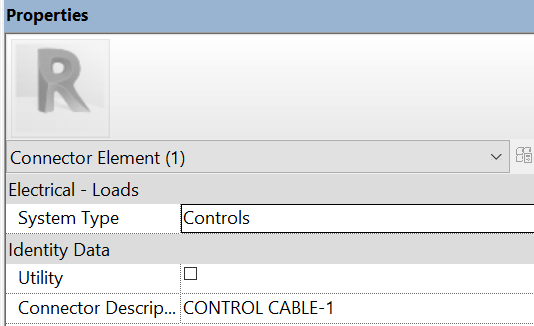 Properties
R
Connector Element (1)
Electrical - Loads
System Type Controls
Identity Data
Utility
Connector Descrip... CONTROL CABLE-1